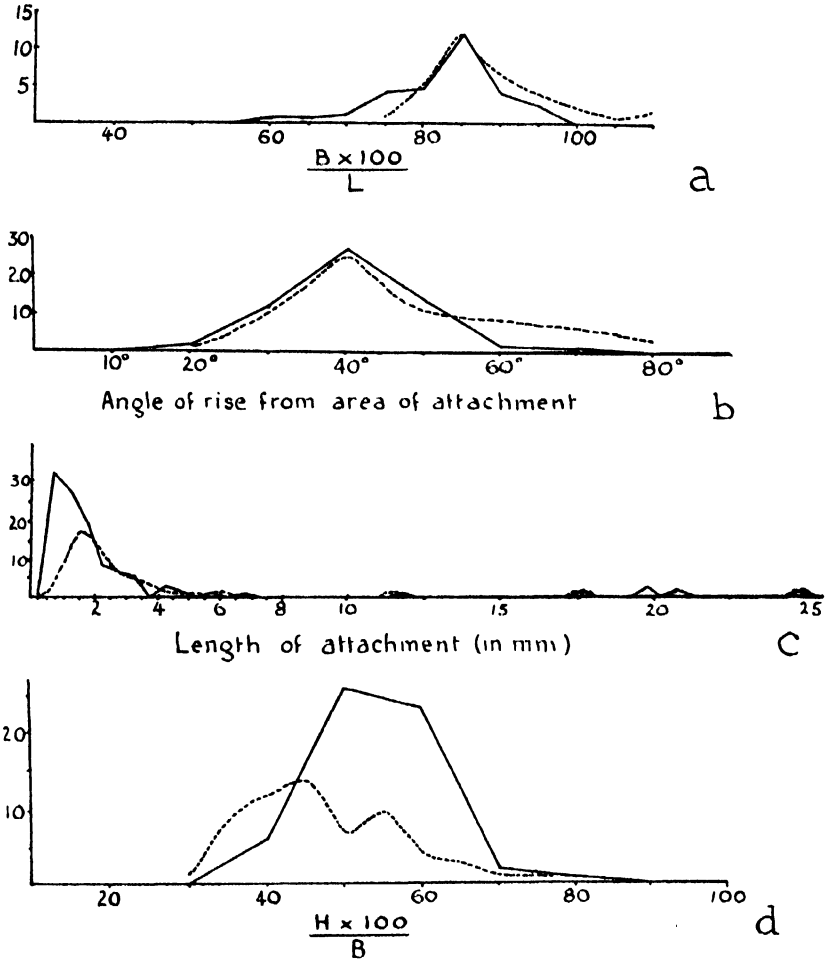 15
10
5
40 60 80 100
B x 100
L
a
30
20
10
10° 20° 40° 60° 80°
Angle of rise from area of attachment
b
30
20
10
2 4 6 8 10 15 20 25
Length of attachment (in mm)
c
20
10
20 40 60 80 100
H x 100
B
d